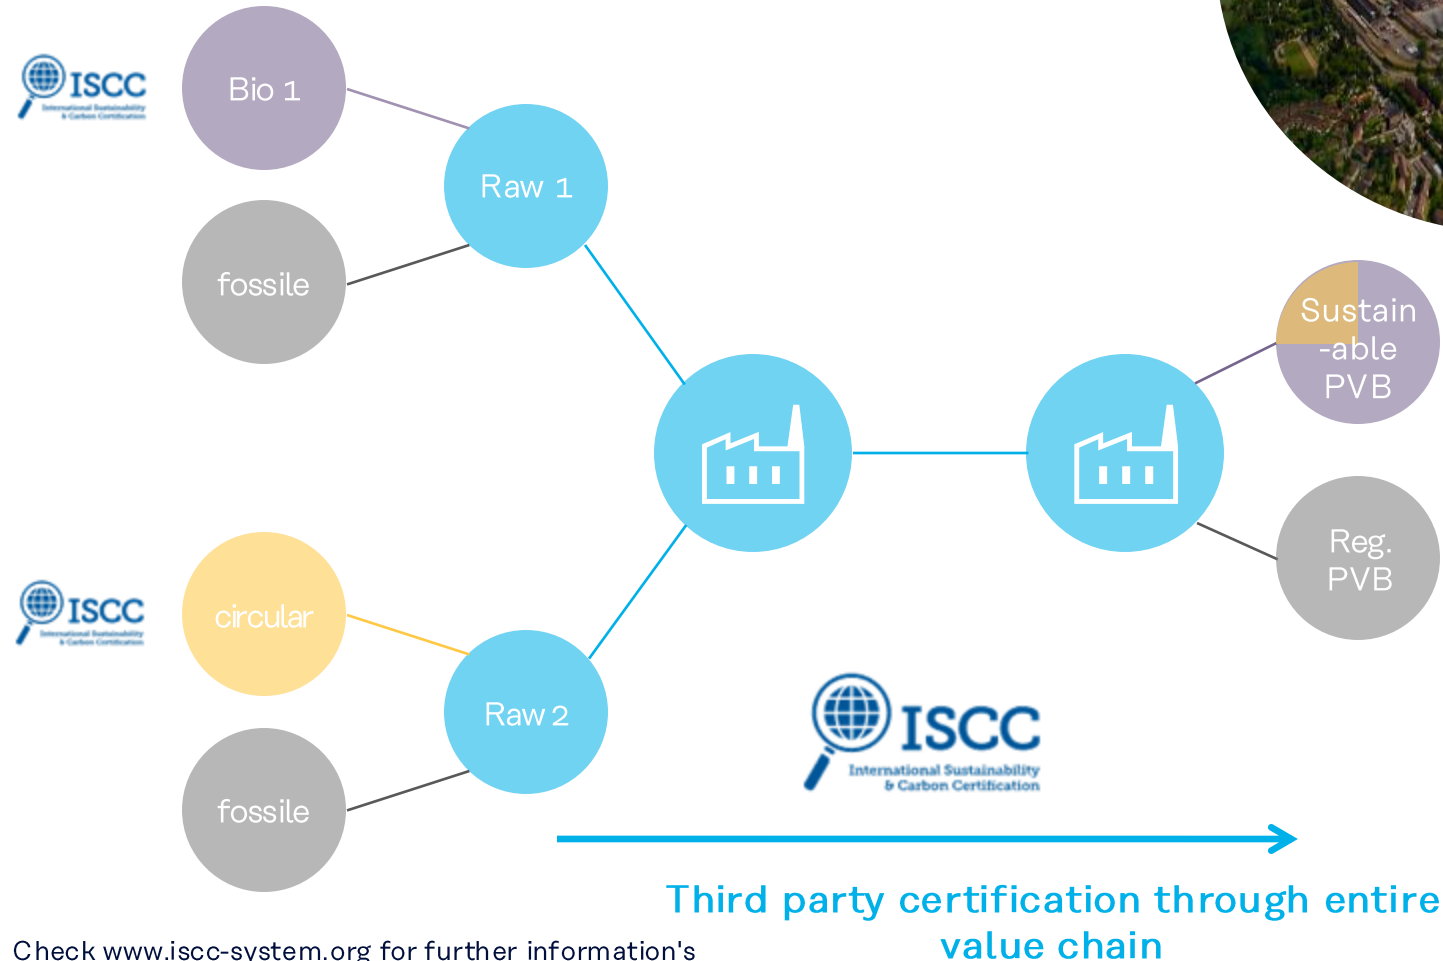 ISCC
International Sustainability
& Carbon Certification
Bio 1
Raw 1
fossile
Sustain
-able
PVB
Reg.
PVB
ISCC
International Sustainability
& Carbon Certification
circular
Raw 2
fossile
ISCC
International Sustainability
& Carbon Certification
Third party certification through entire
value chain
Check www.iscc-system.org for further information's